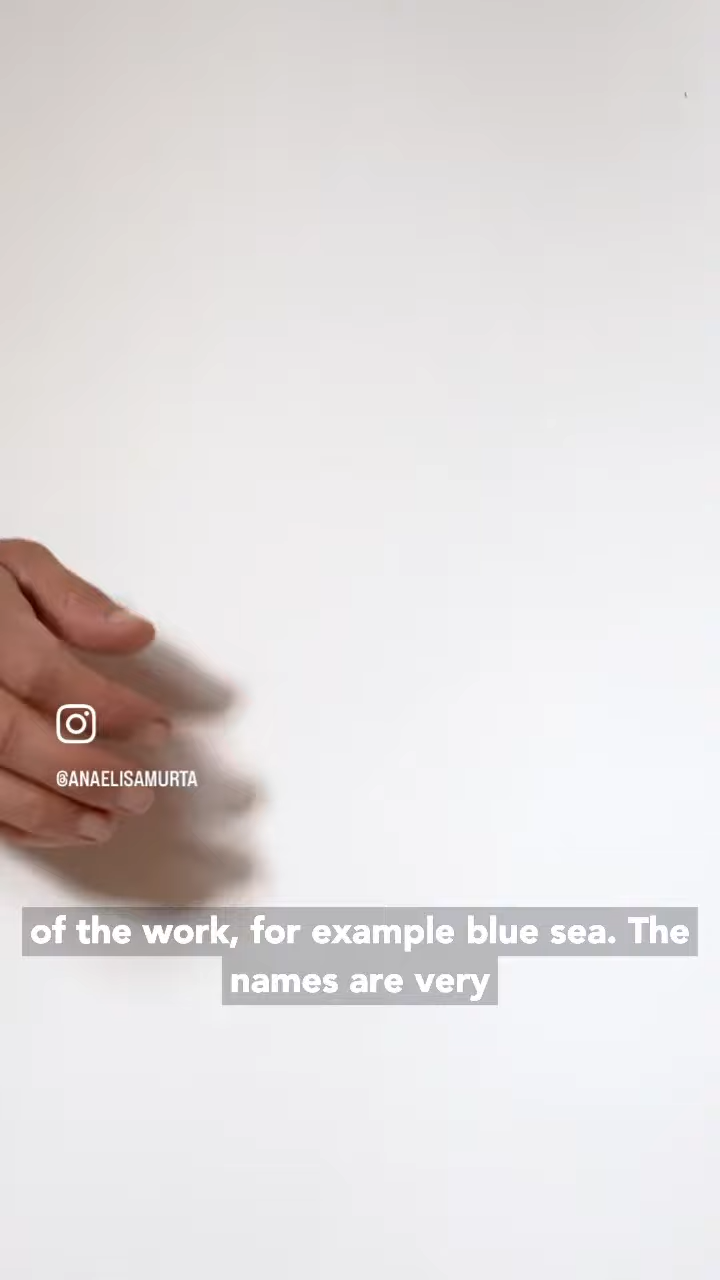 @ANAELISAMURTA
of the work, for example blue sea. The
names are very